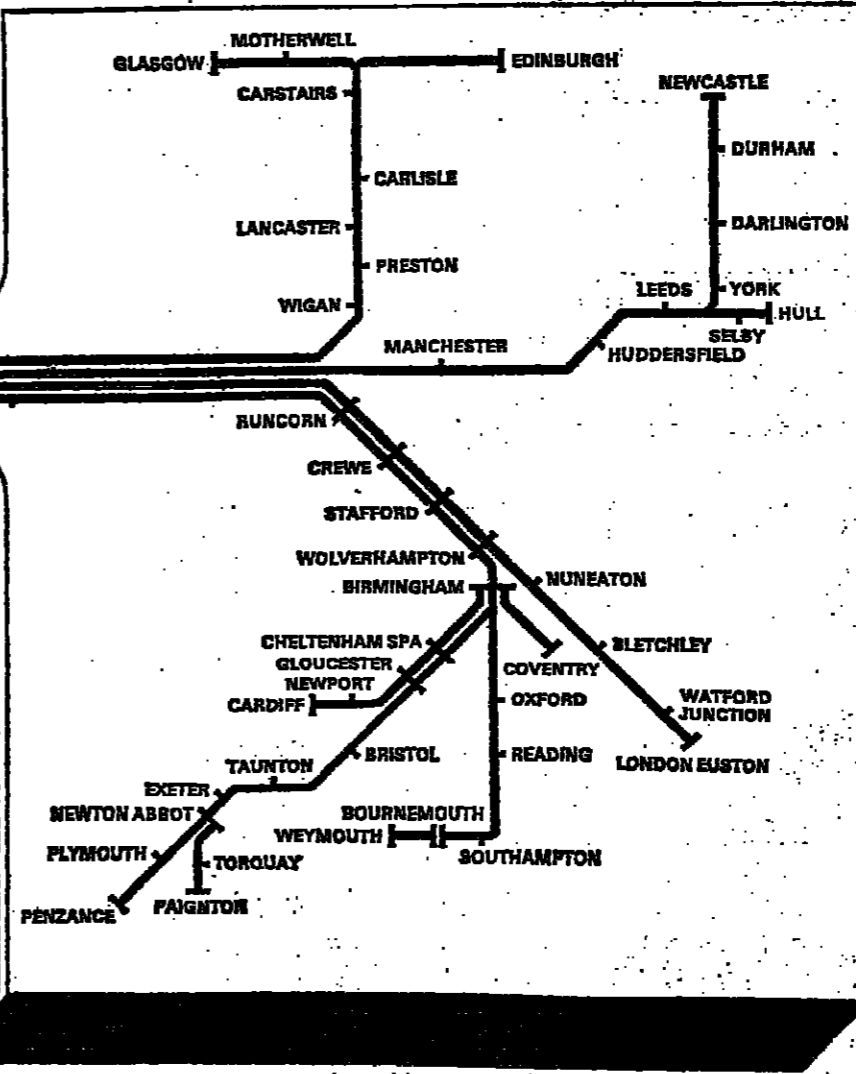 MOTHERWELL
GLASGOW
EDINBURGH
CARSTAIRS
NEWCASTLE
DURHAM
CARLISLE
LANCASTER
DARLINGTON
PRESTON
LEEDS
YORK
WIGAN
HULL
SELBY
MANCHESTER
HUDDERSFIELD
RUNCORN
CREWE
STAFFORD
WOLVERHAMPTON
NUNEATON
BIRMINGHAM
CHELTENHAM SPA
BLETCHLEY
GLOUCESTER
COVENTRY
NEWPORT
CARDIFF
OXFORD
WATFORD
JUNCTION
BRISTOL
READING
TAUNTON
LONDON EUSTON
EXETER
NEWTON ABBOT
BOURNEMOUTH
WEYMOUTH
PLYMOUTH
TORQUAY
SOUTHAMPTON
PENZANCE
PAIGNTON